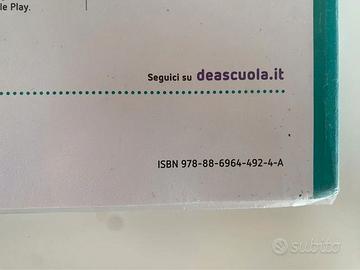 le Play.
Seguici su deascuola.it
ISBN 978-88-6964-492-4-A
subito